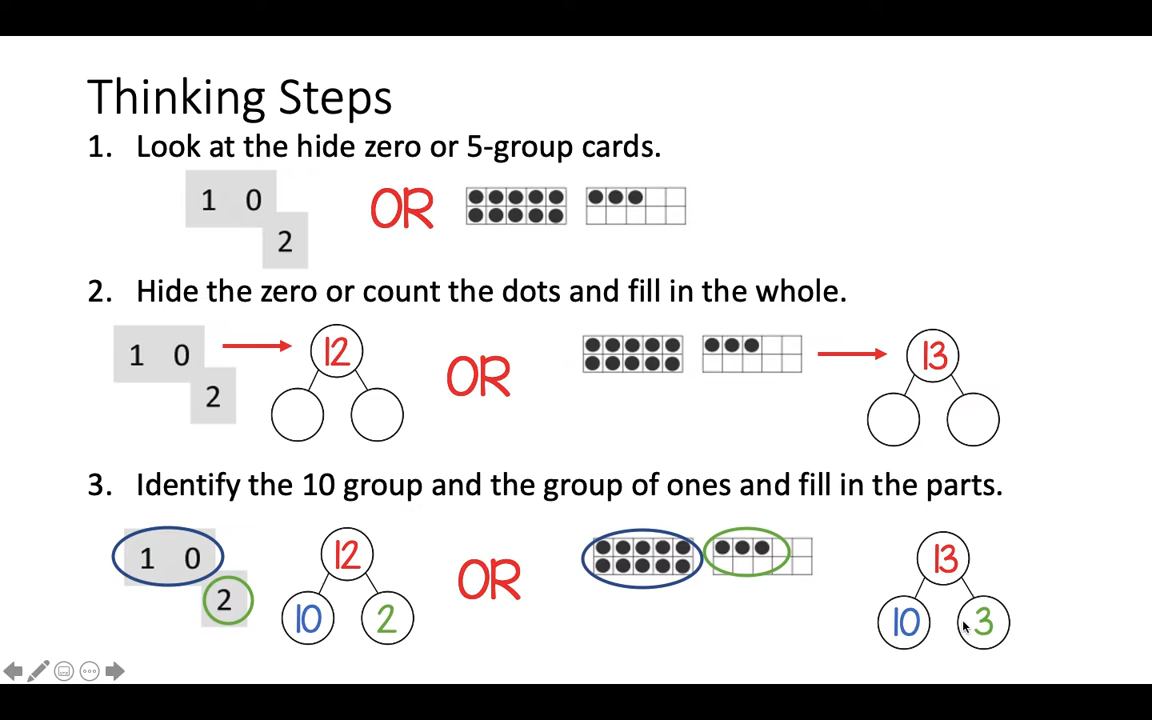 Thinking Steps
1. Look at the hide zero or 5-group cards.
1 0
2
OR
2. Hide the zero or count the dots and fill in the whole.
1 0
2
12
OR
13
3. Identify the 10 group and the group of ones and fill in the parts.
1 0
2
12
10 2
OR
13
10 3